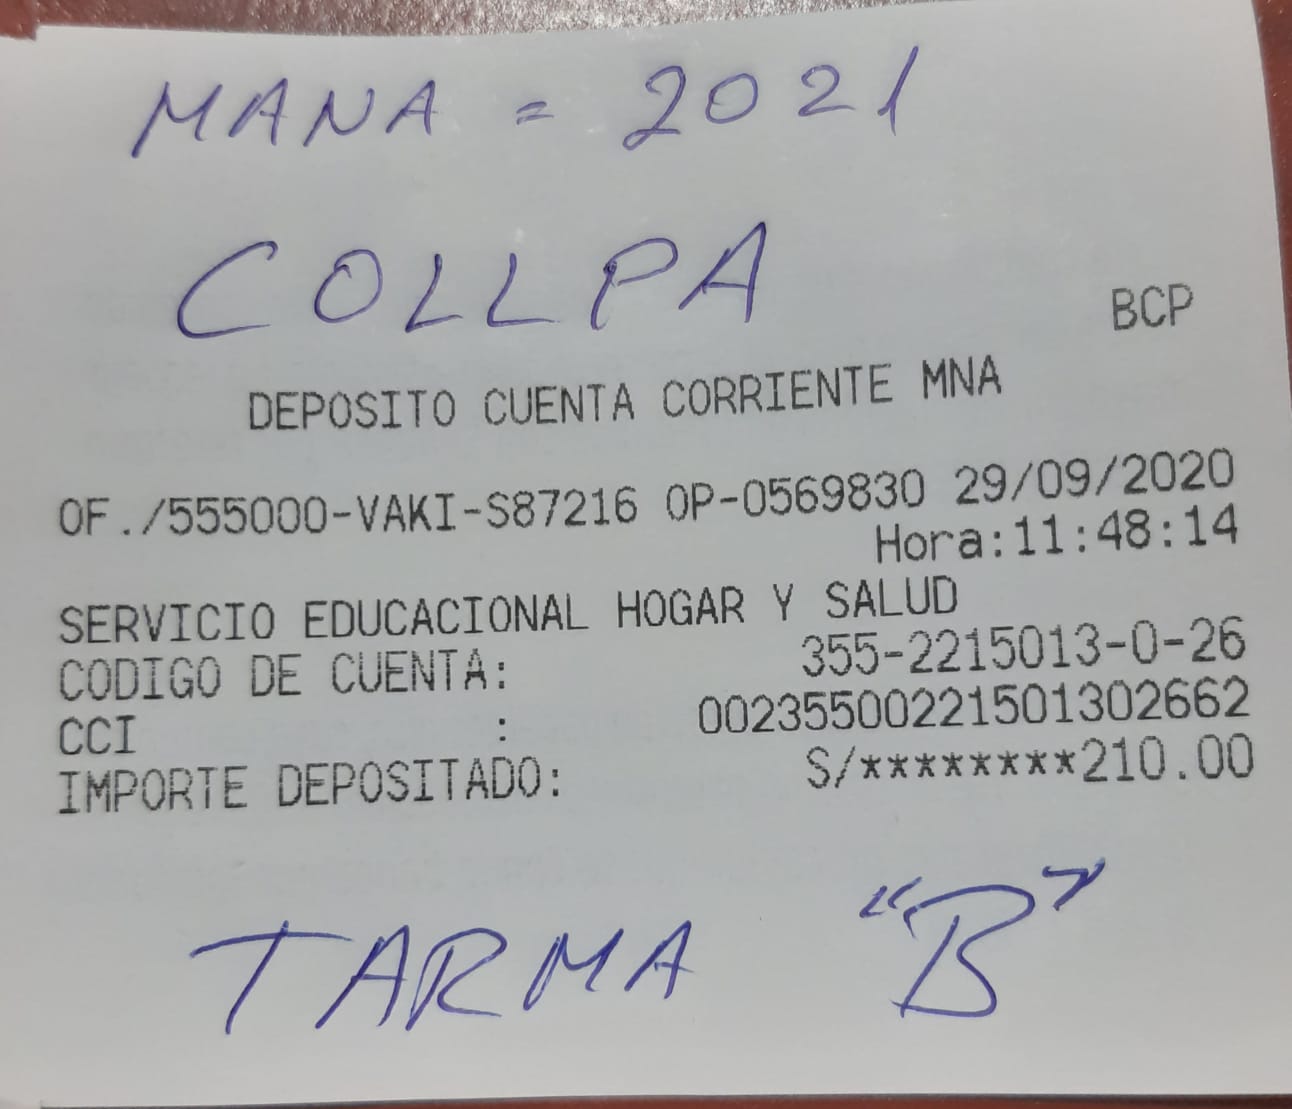 MANA = 2021
COLLPA
BCP
DEPOSITO CUENTA CORRIENTE MNA
OF./555000-VAKI-S87216 OP-0569830 29/09/2020
Hora:11:48:14
SERVICIO EDUCACIONAL HOGAR Y SALUD
CODIGO DE CUENTA: 355-2215013-0-26
CCI : 00235500221501302662
IMPORTE DEPOSITADO: S/********210.00
TARMA "B"